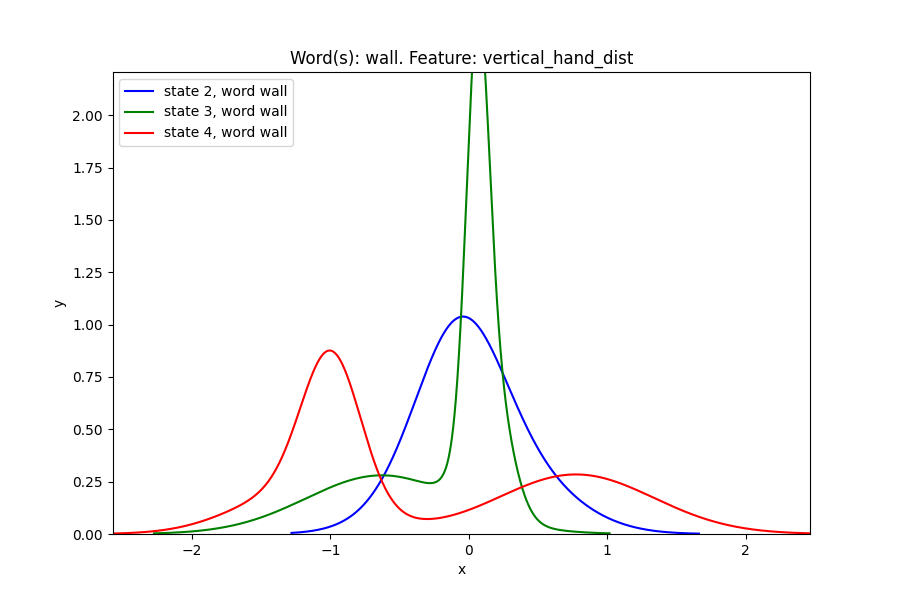 Word(s): wall. Feature: vertical_hand_dist
state 2, word wall
state 3, word wall
state 4, word wall
2.00
1.75
1.50
1.25
1.00
0.75
0.50
0.25
0.00
y
−2
−1
0
1
2
x